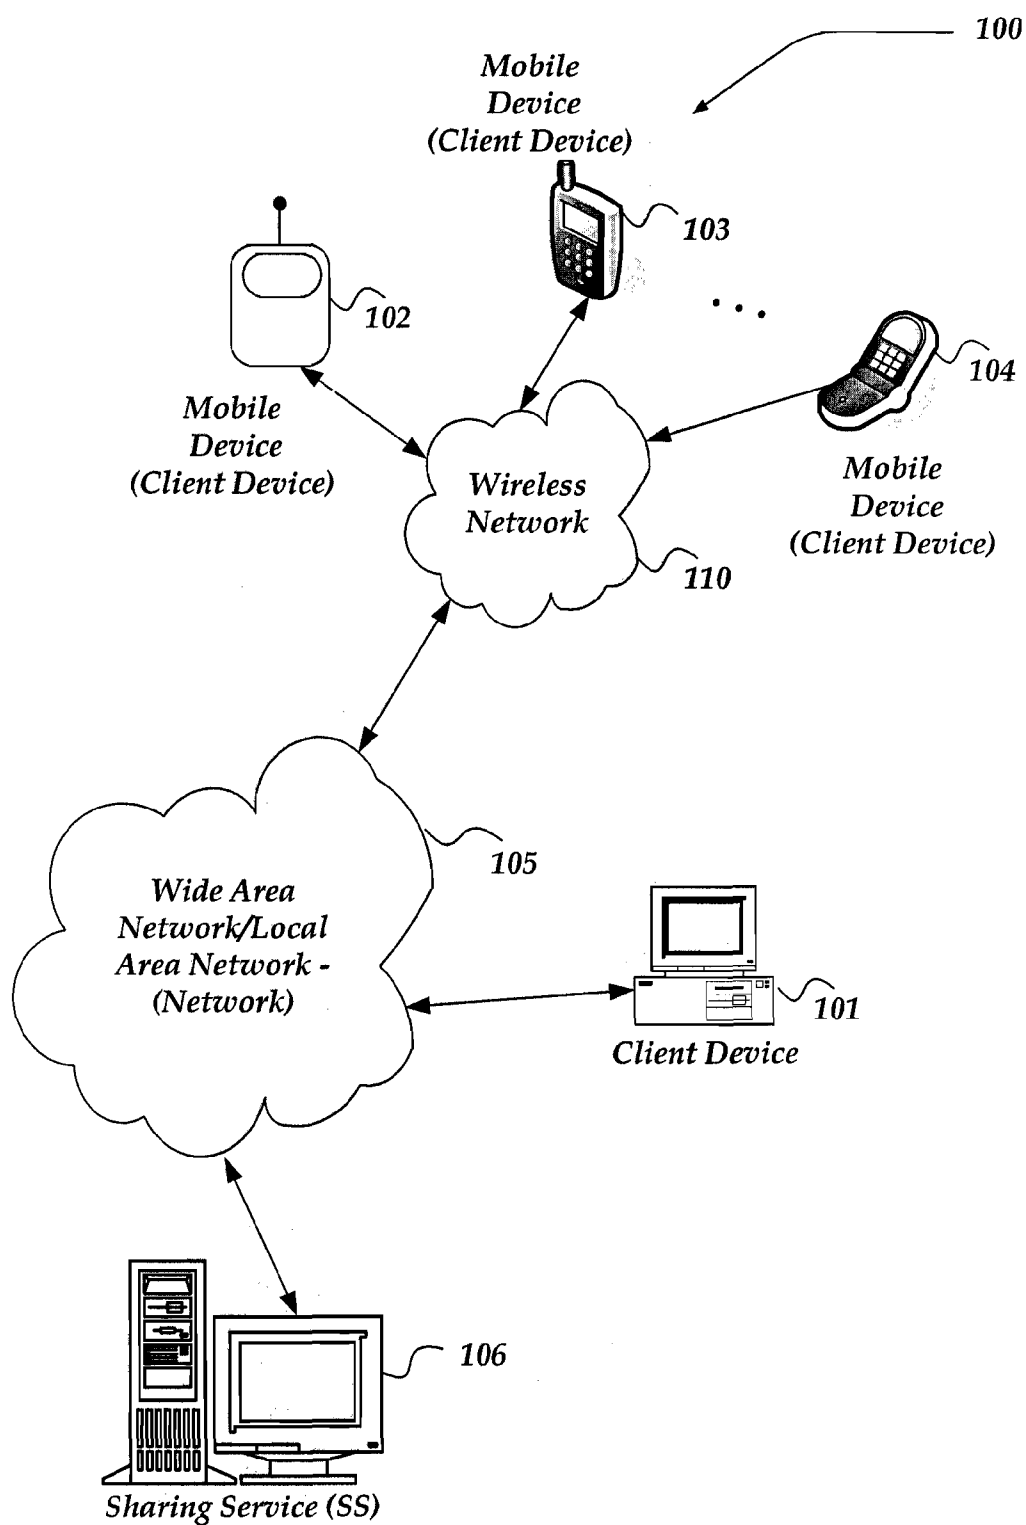 100
Mobile
Device
(Client Device)
103
102
104
Mobile
Device
(Client Device)
Wireless
Network
Mobile
Device
(Client Device)
110
105
Wide Area
Network/Local
Area Network -
(Network)
101
Client Device
106
Sharing Service (SS)